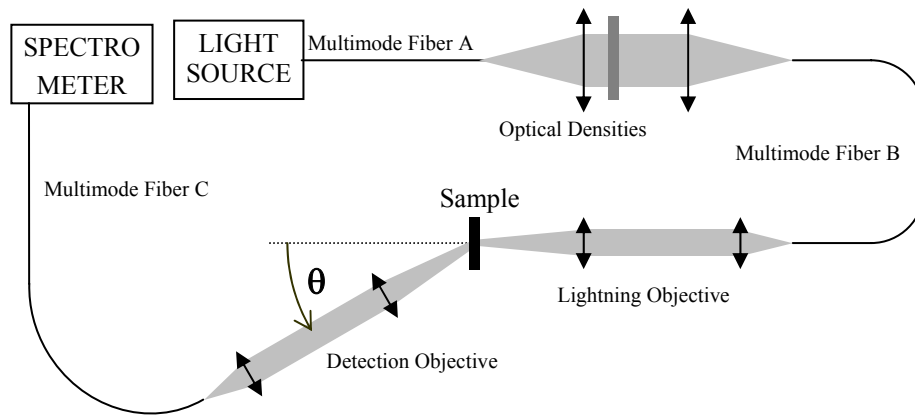 SPECTRO
METER
LIGHT
SOURCE
Multimode Fiber A
Optical Densities
Multimode Fiber B
Multimode Fiber C
Sample
θ
Lightning Objective
Detection Objective